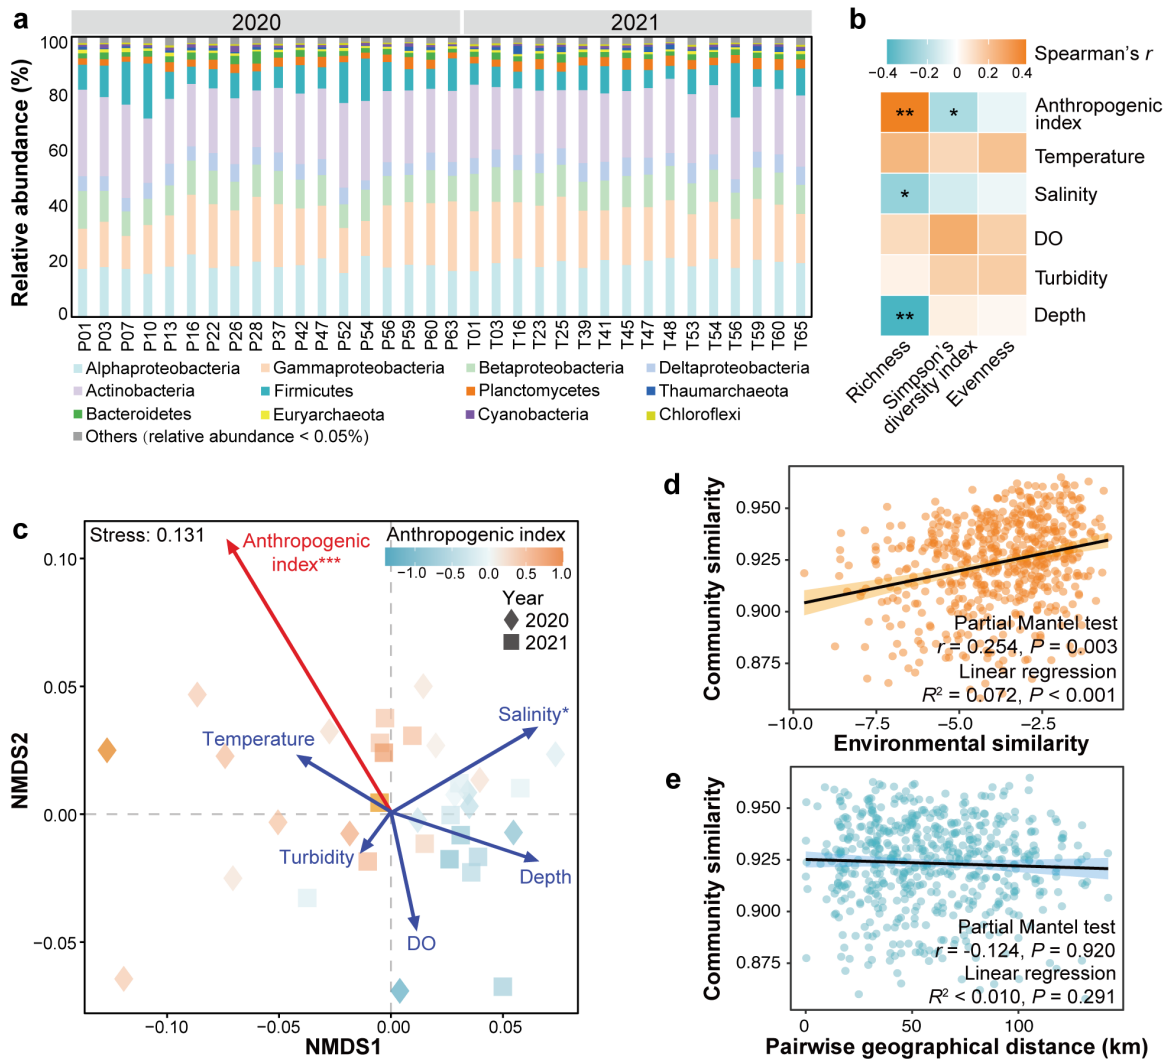 a
2020
2021
Relative abundance (%)
100
80
60
40
20
0
P01
P03
P07
P10
P13
P16
P22
P26
P28
P37
P42
P47
P52
P54
P56
P59
P60
P63
T01
T03
T16
T23
T25
T39
T41
T45
T47
T48
T53
T54
T56
T59
T60
T65
Alphaproteobacteria
Gammaproteobacteria
Betaproteobacteria
Deltaproteobacteria
Actinobacteria
Firmicutes
Planctomycetes
Thaumarchaeota
Bacteroidetes
Euryarchaeota
Cyanobacteria
Chloroflexi
Others (relative abundance < 0.05%)
b
Spearman's r
−0.4
−0.2
0
0.2
0.4
**
*
Anthropogenic
index
Temperature
*
Salinity
DO
Turbidity
**
Depth
Richness
Simpson's
diversity index
Evenness
c
Stress: 0.131
Anthropogenic
index***
Anthropogenic index
−1.0
−0.5
0.0
0.5
1.0
Year
2020
2021
Salinity*
Temperature
Turbidity
Depth
DO
NMDS2
0.10
0.05
0.00
−0.05
−0.10
−0.05
0.00
0.05
NMDS1
d
Community similarity
0.950
0.925
0.900
0.875
Partial Mantel test
r = 0.254, P = 0.003
Linear regression
R² = 0.072, P < 0.001
−10.0
−7.5
−5.0
−2.5
Environmental similarity
e
Community similarity
0.950
0.925
0.900
0.875
Partial Mantel test
r = -0.124, P = 0.920
Linear regression
R² < 0.010, P = 0.291
0
50
100
Pairwise geographical distance (km)